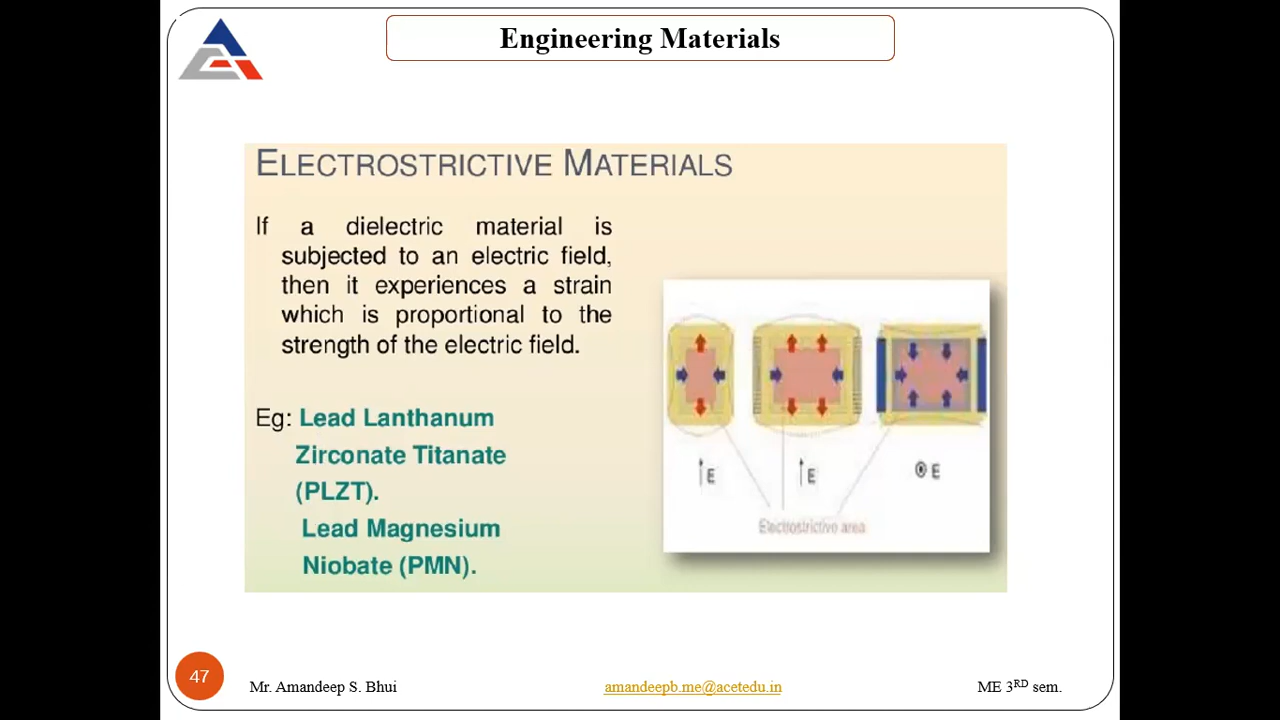 Engineering Materials
ELECTROSTRICTIVE MATERIALS
If a dielectric material is
subjected to an electric field,
then it experiences a strain
which is proportional to the
strength of the electric field.
Eg: Lead Lanthanum
Zirconate Titanate
(PLZT).
Lead Magnesium
Niobate (PMN).
E
E
E
Electrostrictive area
47
Mr. Amandeep S. Bhui
amandeepb.me@acetedu.in
ME 3RD sem.